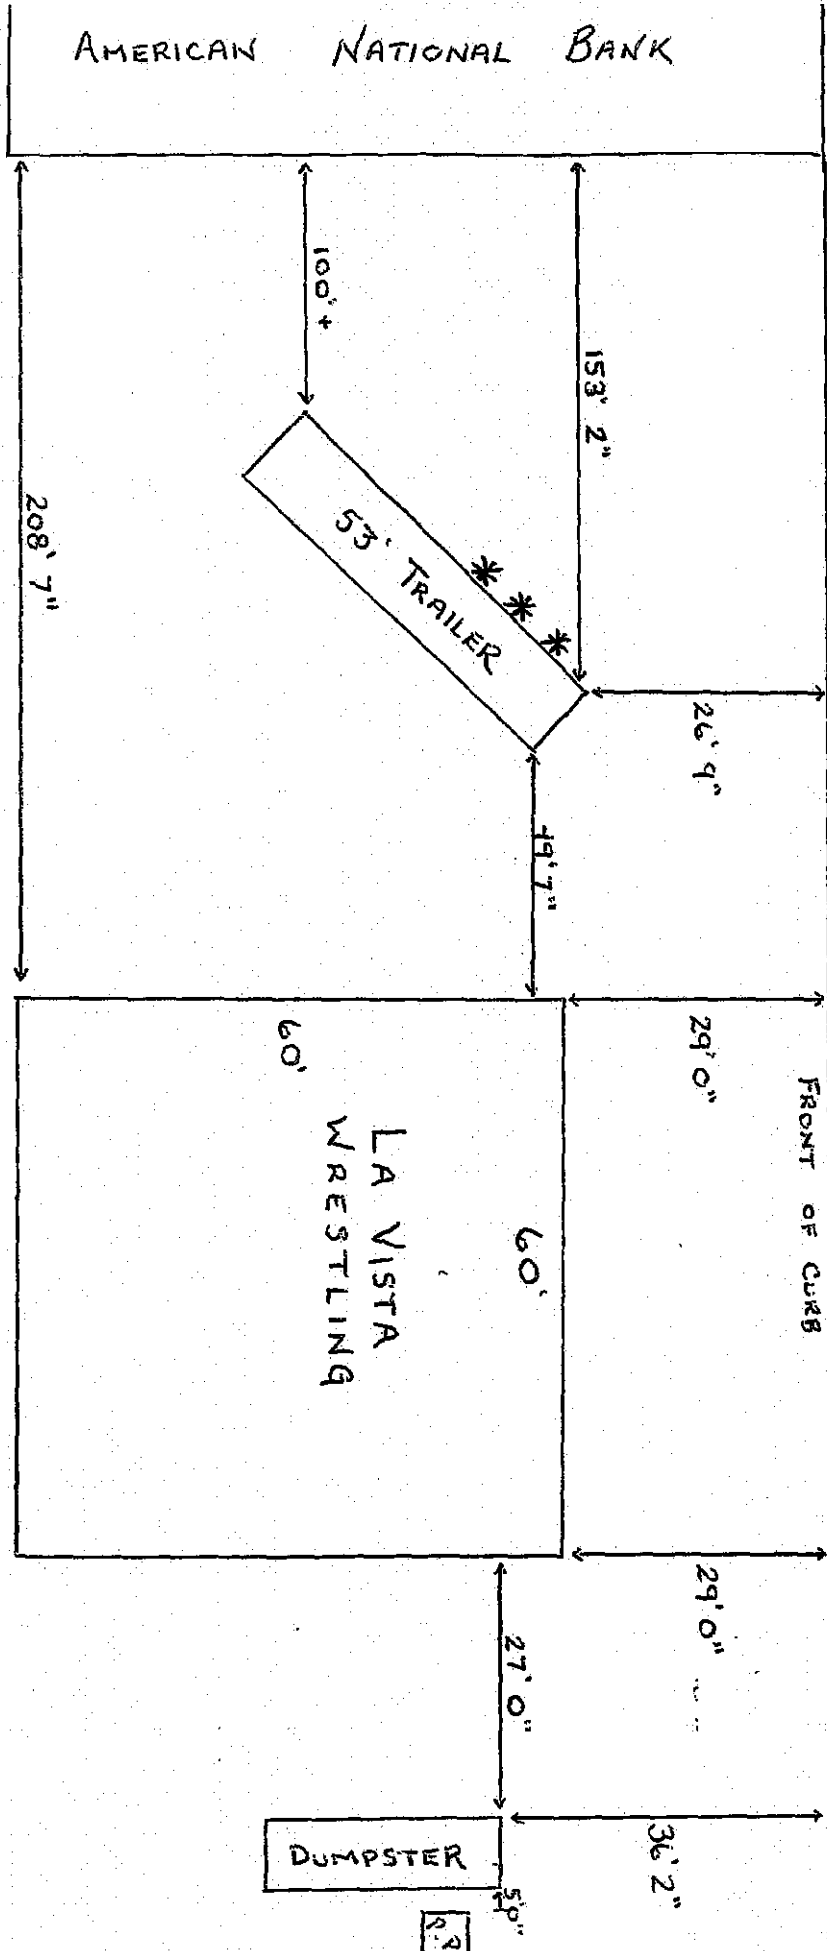 AMERICAN NATIONAL BANK
100'+
153' 2"
208' 7"
53' TRAILER
26' 9"
49' 7"
29' 0"
FRONT OF CURB
60'
60'
LA VISTA
WRESTLING
29' 0"
27' 0"
36' 2"
DUMPSTER
5'0"